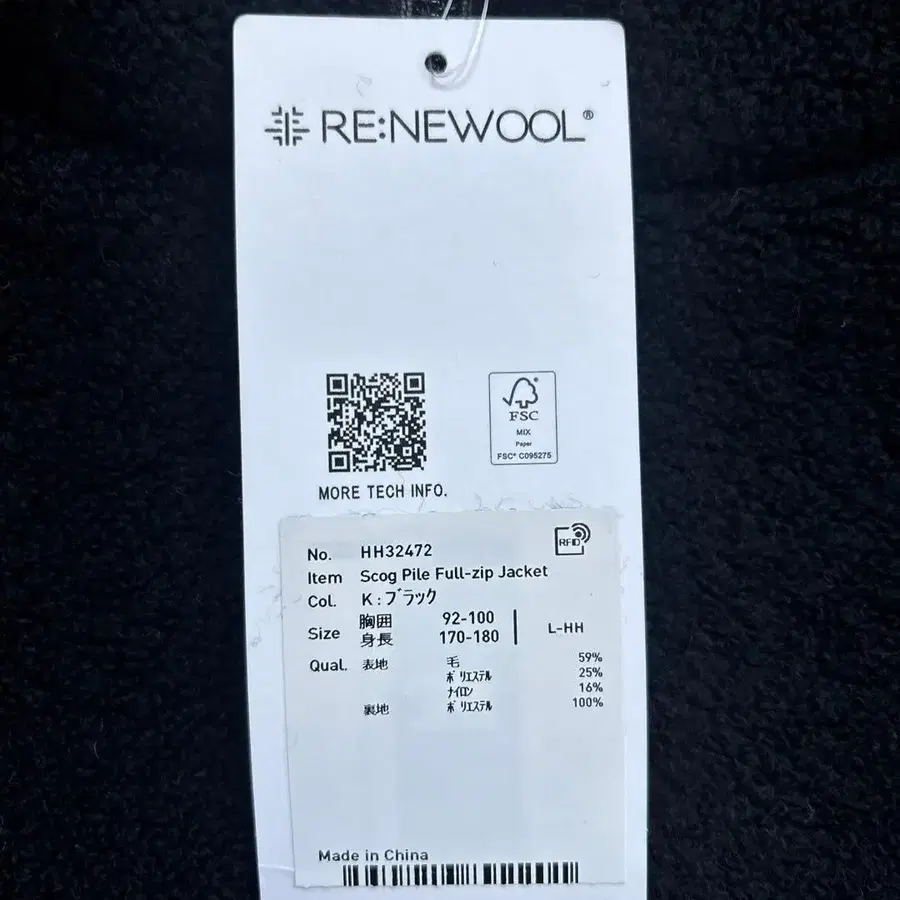 RE:NEWOOL®
FSC
MIX
Paper
FSC® C095275
MORE TECH INFO.
RFID
No. HH32472
Item Scog Pile Full-zip Jacket
Col. K:ブラック
Size 胸囲 92-100 L-HH
身長 170-180
Qual. 表地 毛 59%
ポリエステル 25%
ナイロン 16%
裏地 ポリエステル 100%
Made in China